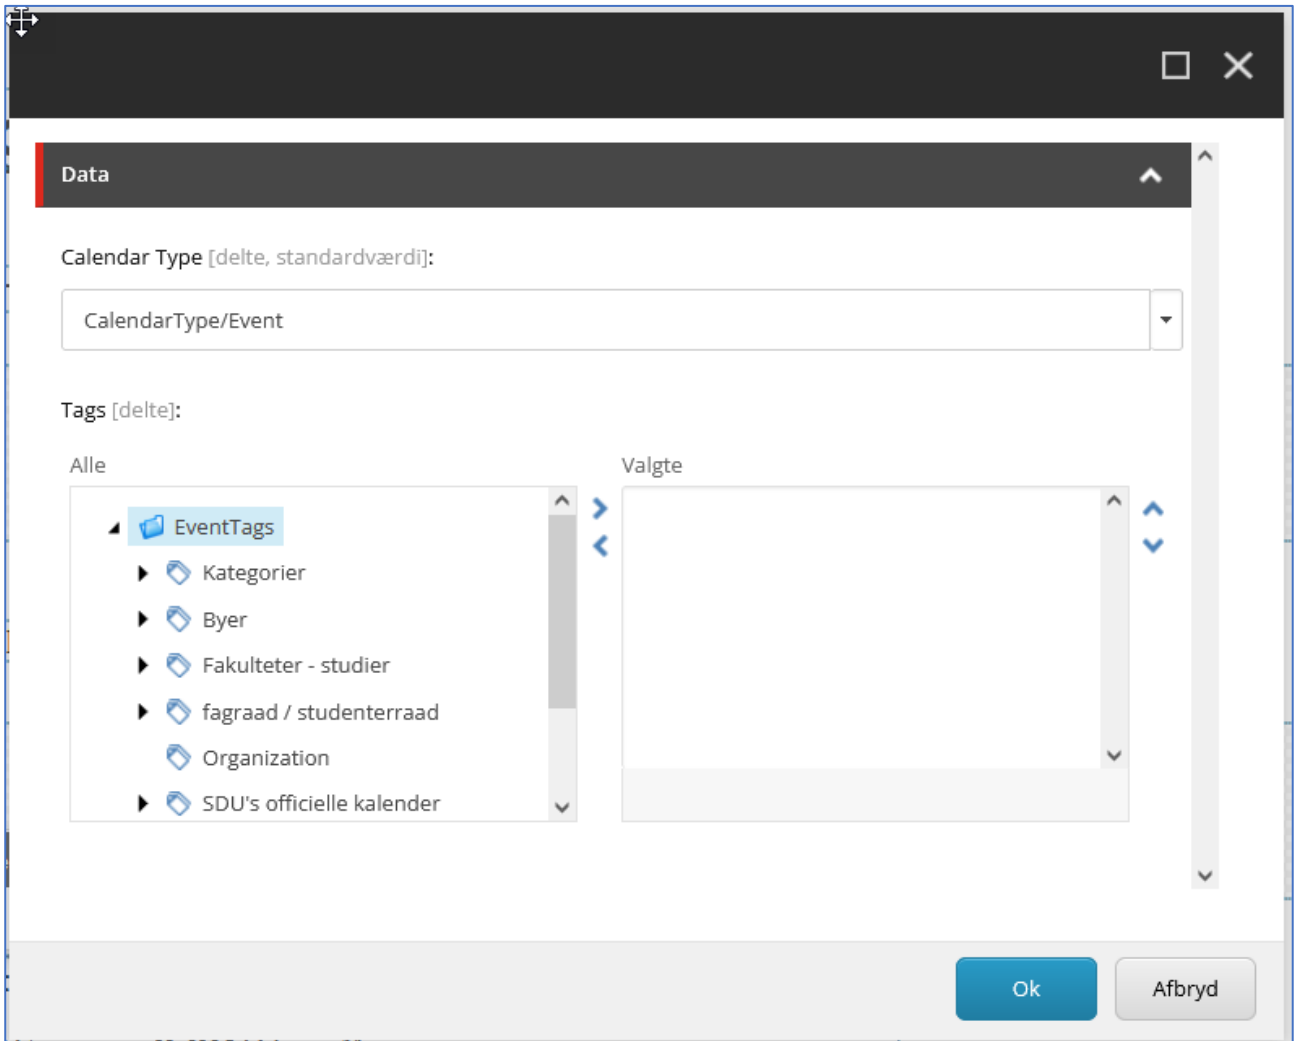 Data
Calendar Type [delte, standardværdi]:
CalendarType/Event
Tags [delte]:
Alle
Valgte
EventTags
Kategorier
Byer
Fakulteter - studier
fagraad / studenterraad
Organization
SDU's officielle kalender
Ok
Afbryd